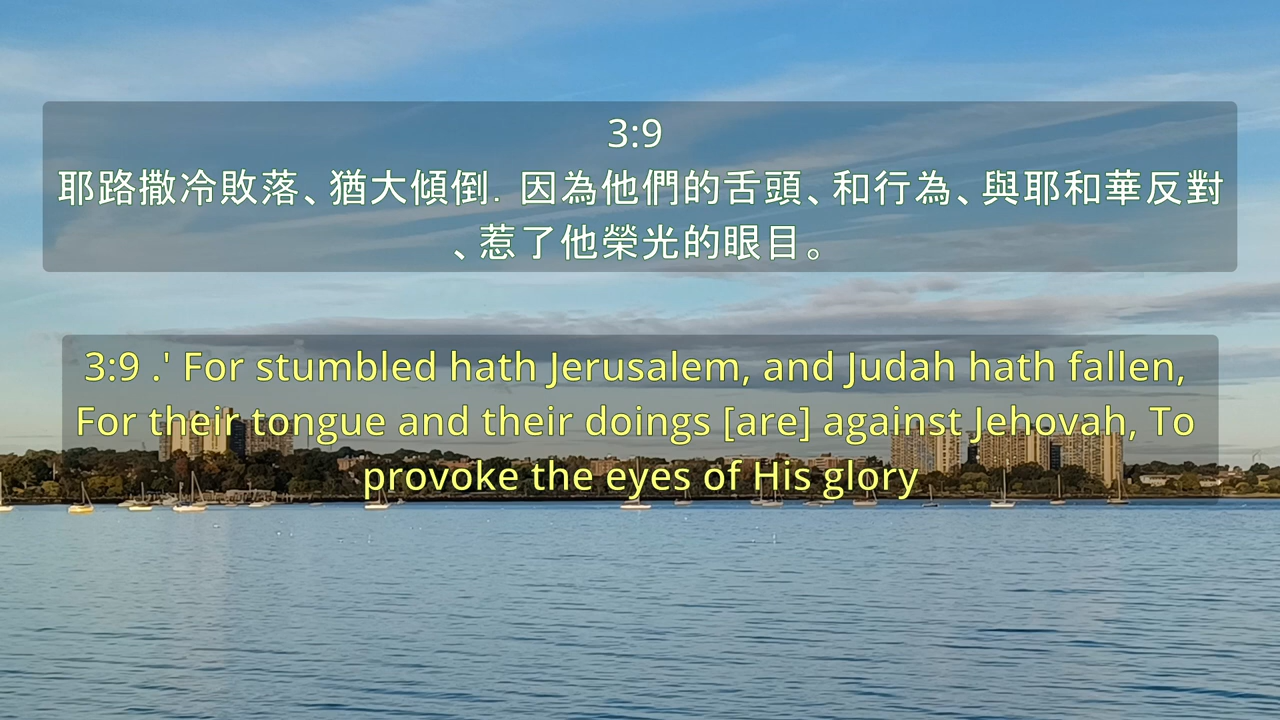 3:9
耶路撒冷敗落、猶大傾倒．因為他們的舌頭、和行為、與耶和華反對
、惹了他榮光的眼目。
3:9 .' For stumbled hath Jerusalem, and Judah hath fallen,
For their tongue and their doings [are] against Jehovah, To
provoke the eyes of His glory